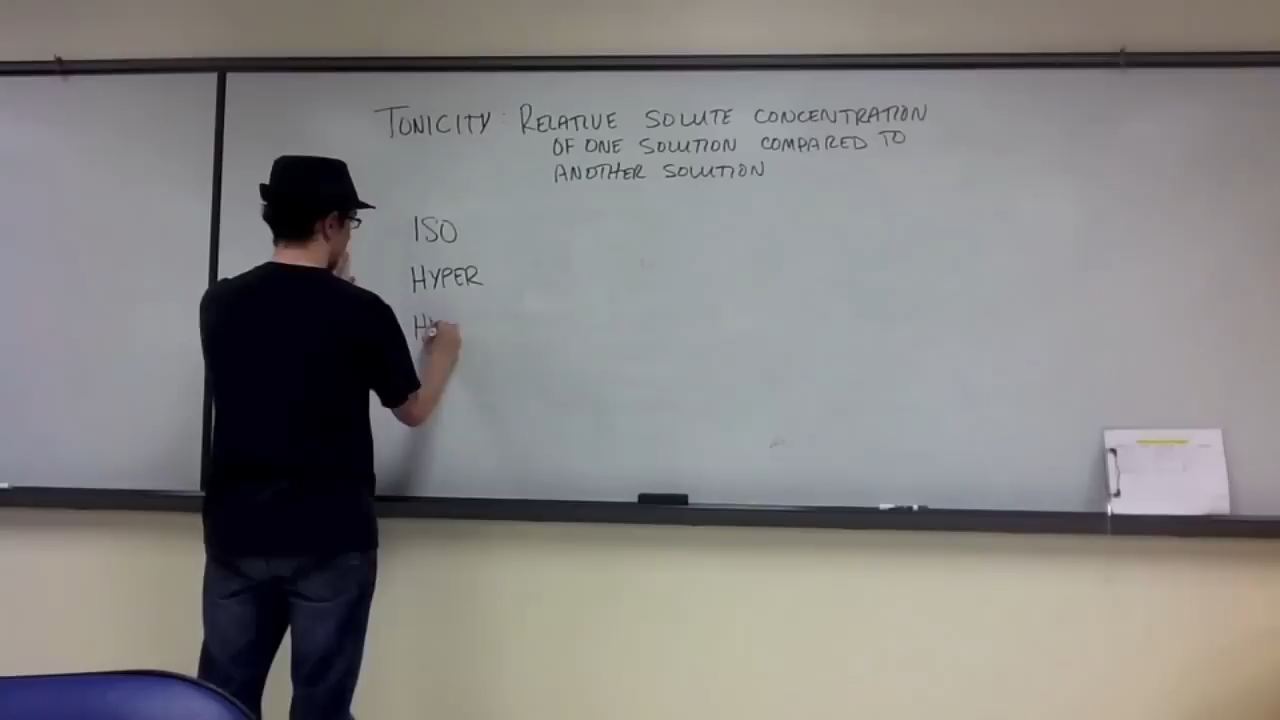 TONICITY: RELATIVE SOLUTE CONCENTRATION
OF ONE SOLUTION COMPARED TO
ANOTHER SOLUTION
ISO
HYPER